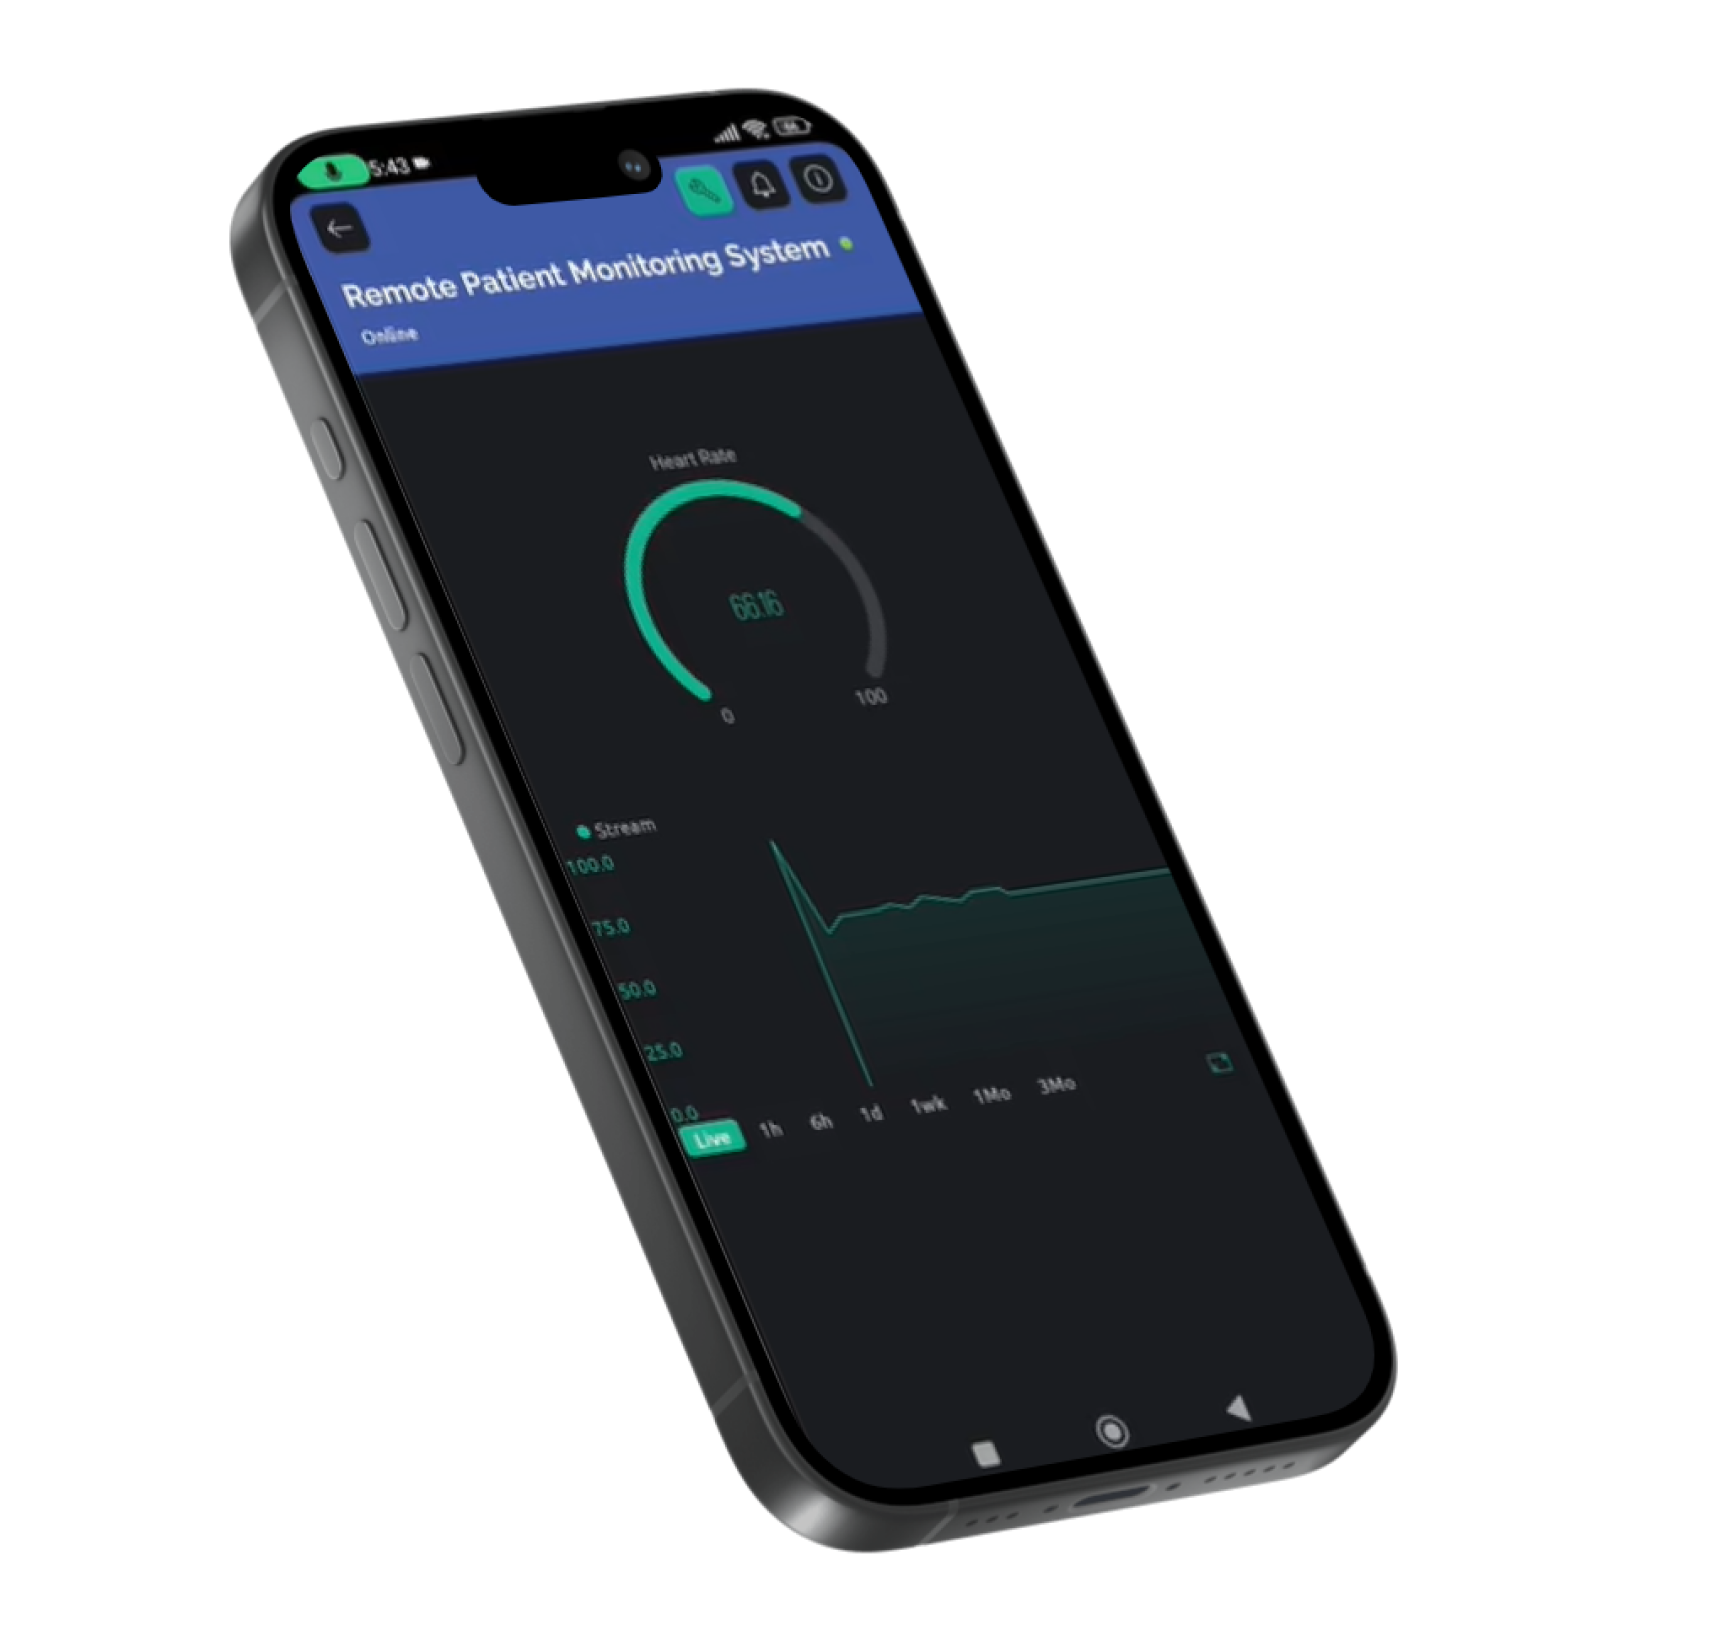 5:43
Remote Patient Monitoring System
Online
Heart Rate
66.16
0
100
Stream
100.0
75.0
50.0
25.0
0.0
Live 1h 6h 1d 1wk 1Mo 3Mo